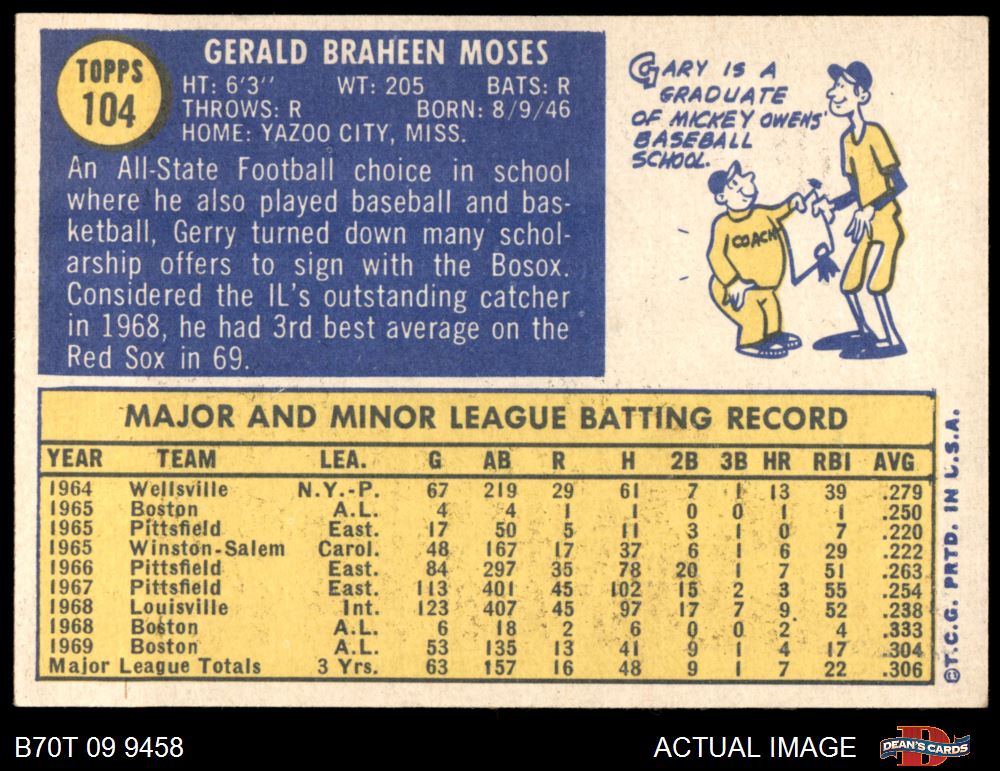 TOPPS
104
GERALD BRAHEEN MOSES
HT: 6'3" WT: 205 BATS: R
THROWS: R BORN: 8/9/46
HOME: YAZOO CITY, MISS.
An All-State Football choice in school
where he also played baseball and bas-
ketball, Gerry turned down many schol-
arship offers to sign with the Bosox.
Considered the IL's outstanding catcher
in 1968, he had 3rd best average on the
Red Sox in 69.
GARY IS A
GRADUATE
OF MICKEY OWENS'
BASEBALL
SCHOOL.
COACH
MAJOR AND MINOR LEAGUE BATTING RECORD
YEAR TEAM LEA. G AB R H 2B 3B HR RBI AVG
1964 Wellsville N.Y.-P. 67 219 29 61 7 1 13 39 .279
1965 Boston A.L. 4 4 1 1 0 0 1 1 .250
1965 Pittsfield East. 17 50 5 11 3 1 0 7 .220
1965 Winston-Salem Carol. 48 167 17 37 6 1 6 29 .222
1966 Pittsfield East. 84 297 35 78 20 1 7 51 .263
1967 Pittsfield East. 113 401 45 102 15 2 3 55 .254
1968 Louisville Int. 123 407 45 97 17 7 9 52 .238
1968 Boston A.L. 6 18 2 6 0 0 2 4 .333
1969 Boston A.L. 53 135 13 41 9 1 4 17 .304
Major League Totals 3 Yrs. 63 157 16 48 9 1 7 22 .306
©T.C.G. PRTD. IN U.S.A.
B70T 09 9458
ACTUAL IMAGE
D
DEAN'S CARDS